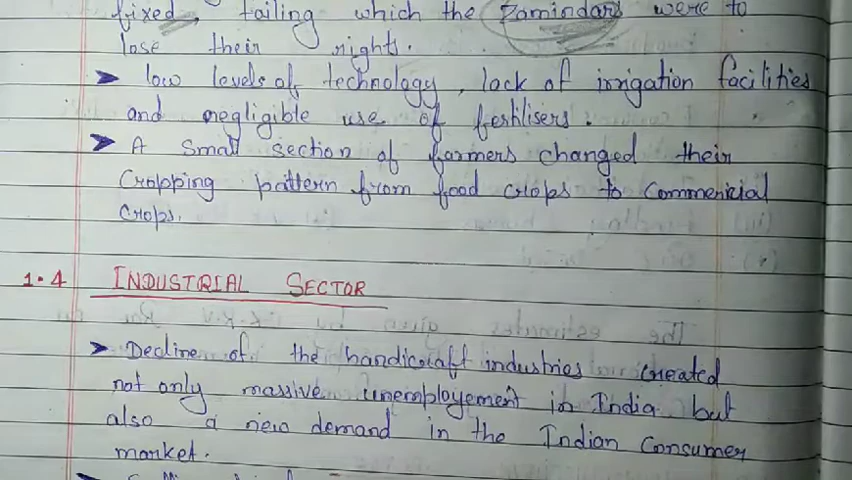 fixed, failing which the Zamindars were to
lose their rights.
➤ low levels of technology, lack of irrigation facilities
and negligible use of feshlisers.
➤ A small section of farmers changed their
cropping pattern from food crops to commenicial
crops.
1.4 INDUSTRIAL SECTOR
➤ Decline of the handicraft industries created
not only massive unemployement in India but
also a new demand in the Indian consumer
market.